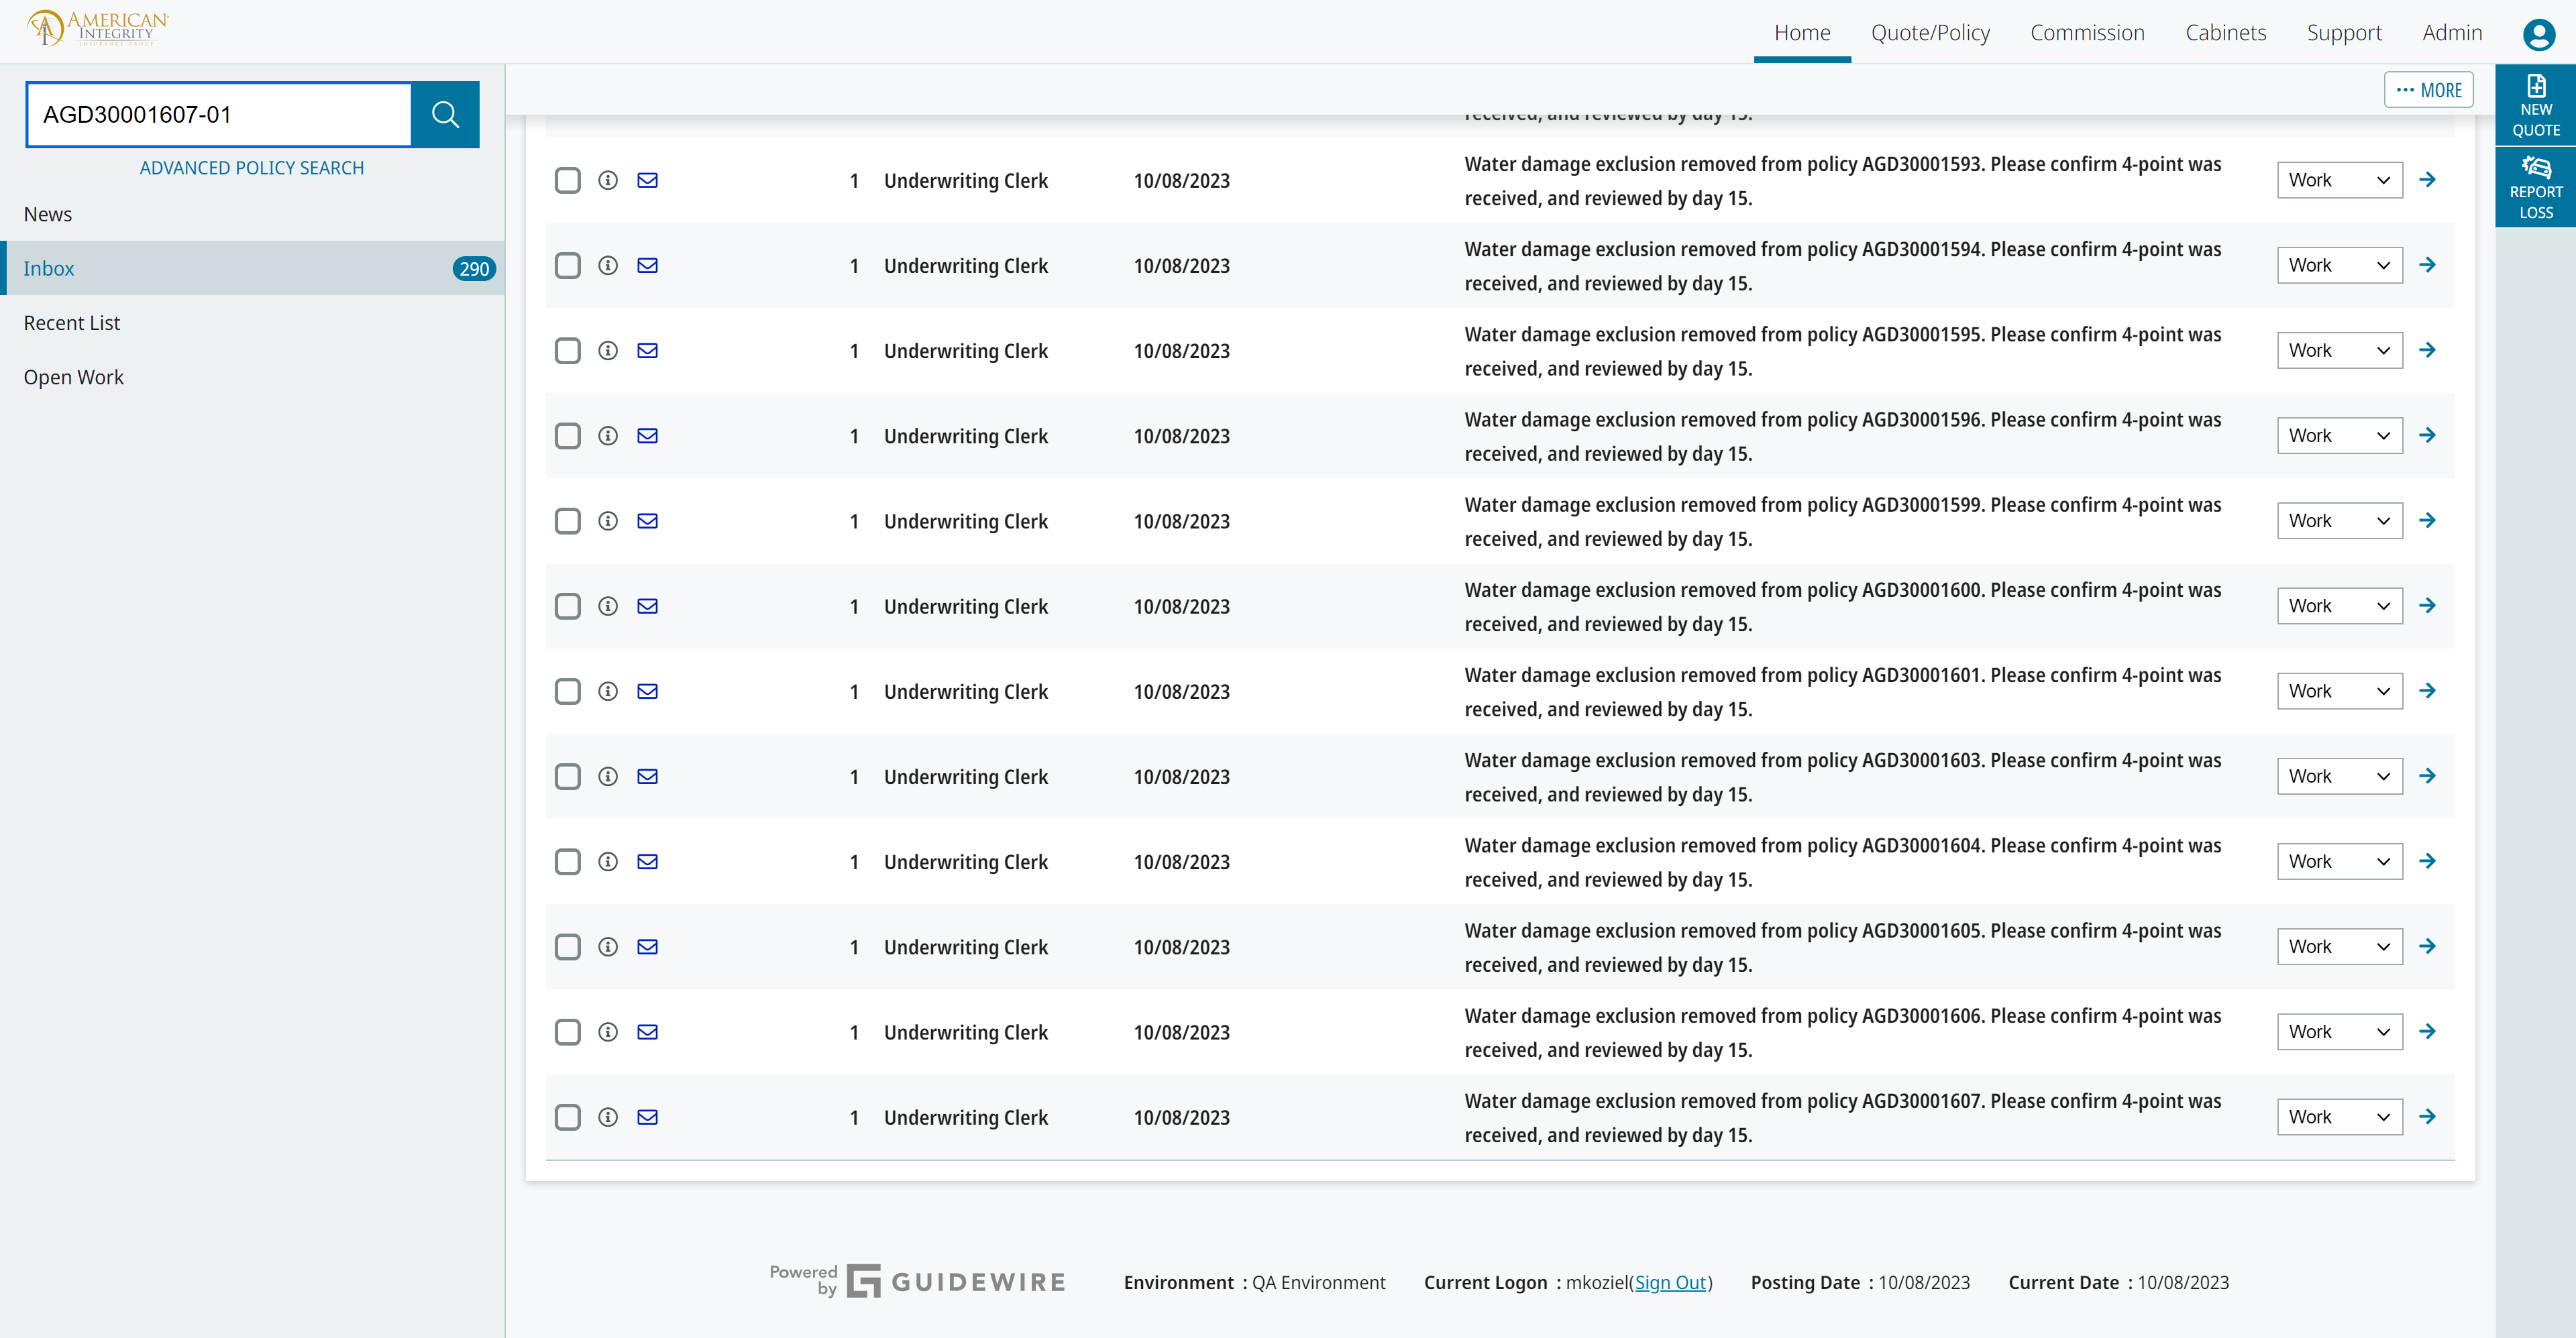 AMERICAN
INTEGRITY
INSURANCE GROUP
Home Quote/Policy Commission Cabinets Support Admin
AGD30001607-01
ADVANCED POLICY SEARCH
News
Inbox 290
Recent List
Open Work
MORE
NEW
QUOTE
REPORT
LOSS
received, and reviewed by day 15.
1 Underwriting Clerk 10/08/2023 Water damage exclusion removed from policy AGD30001593. Please confirm 4-point was
received, and reviewed by day 15. Work
1 Underwriting Clerk 10/08/2023 Water damage exclusion removed from policy AGD30001594. Please confirm 4-point was
received, and reviewed by day 15. Work
1 Underwriting Clerk 10/08/2023 Water damage exclusion removed from policy AGD30001595. Please confirm 4-point was
received, and reviewed by day 15. Work
1 Underwriting Clerk 10/08/2023 Water damage exclusion removed from policy AGD30001596. Please confirm 4-point was
received, and reviewed by day 15. Work
1 Underwriting Clerk 10/08/2023 Water damage exclusion removed from policy AGD30001599. Please confirm 4-point was
received, and reviewed by day 15. Work
1 Underwriting Clerk 10/08/2023 Water damage exclusion removed from policy AGD30001600. Please confirm 4-point was
received, and reviewed by day 15. Work
1 Underwriting Clerk 10/08/2023 Water damage exclusion removed from policy AGD30001601. Please confirm 4-point was
received, and reviewed by day 15. Work
1 Underwriting Clerk 10/08/2023 Water damage exclusion removed from policy AGD30001603. Please confirm 4-point was
received, and reviewed by day 15. Work
1 Underwriting Clerk 10/08/2023 Water damage exclusion removed from policy AGD30001604. Please confirm 4-point was
received, and reviewed by day 15. Work
1 Underwriting Clerk 10/08/2023 Water damage exclusion removed from policy AGD30001605. Please confirm 4-point was
received, and reviewed by day 15. Work
1 Underwriting Clerk 10/08/2023 Water damage exclusion removed from policy AGD30001606. Please confirm 4-point was
received, and reviewed by day 15. Work
1 Underwriting Clerk 10/08/2023 Water damage exclusion removed from policy AGD30001607. Please confirm 4-point was
received, and reviewed by day 15. Work
Powered
by GUIDEWIRE
Environment : QA Environment Current Logon : mkoziel(Sign Out) Posting Date : 10/08/2023 Current Date : 10/08/2023